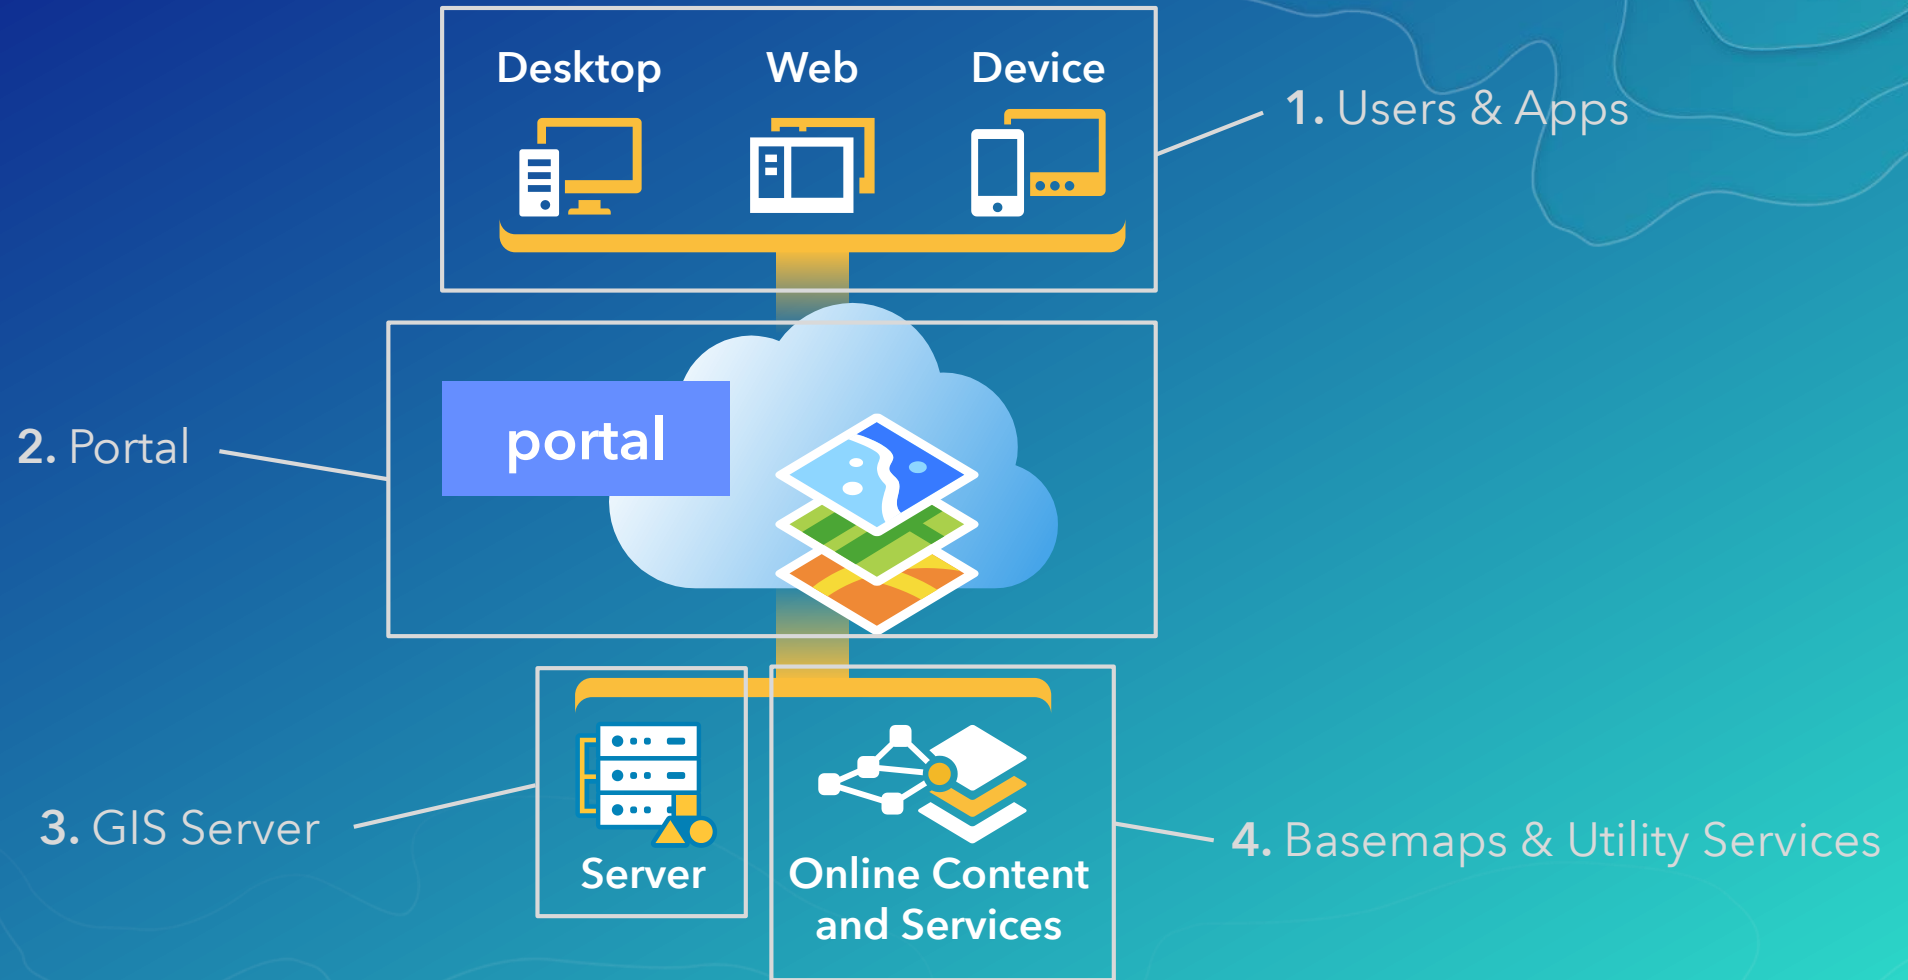 Desktop Web Device
1. Users & Apps
portal
2. Portal
3. GIS Server
Server
Online Content
and Services
4. Basemaps & Utility Services